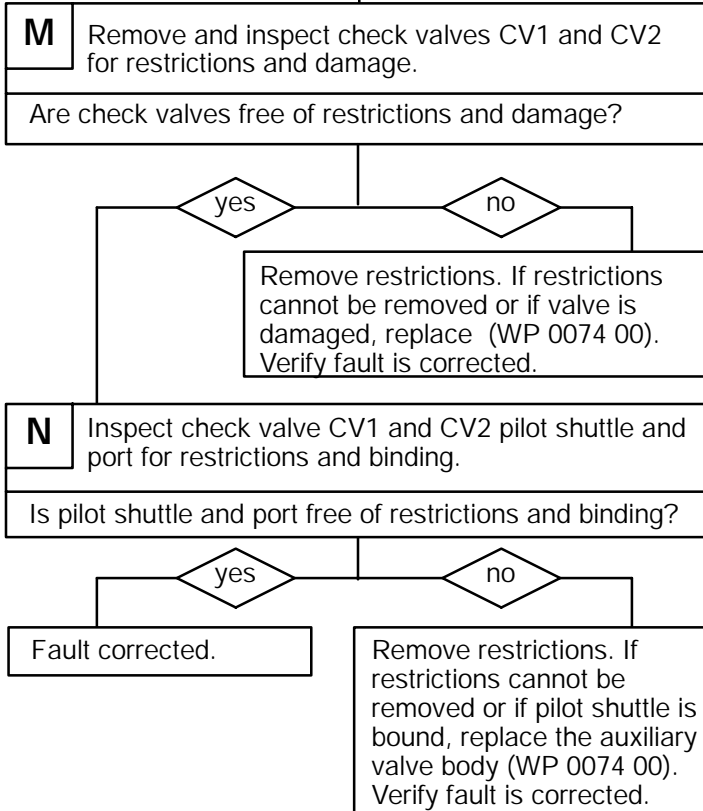 M
Remove and inspect check valves CV1 and CV2
for restrictions and damage.
Are check valves free of restrictions and damage?
yes
no
Remove restrictions. If restrictions
cannot be removed or if valve is
damaged, replace (WP 0074 00).
Verify fault is corrected.
N
Inspect check valve CV1 and CV2 pilot shuttle and
port for restrictions and binding.
Is pilot shuttle and port free of restrictions and binding?
yes
no
Fault corrected.
Remove restrictions. If
restrictions cannot be
removed or if pilot shuttle is
bound, replace the auxiliary
valve body (WP 0074 00).
Verify fault is corrected.